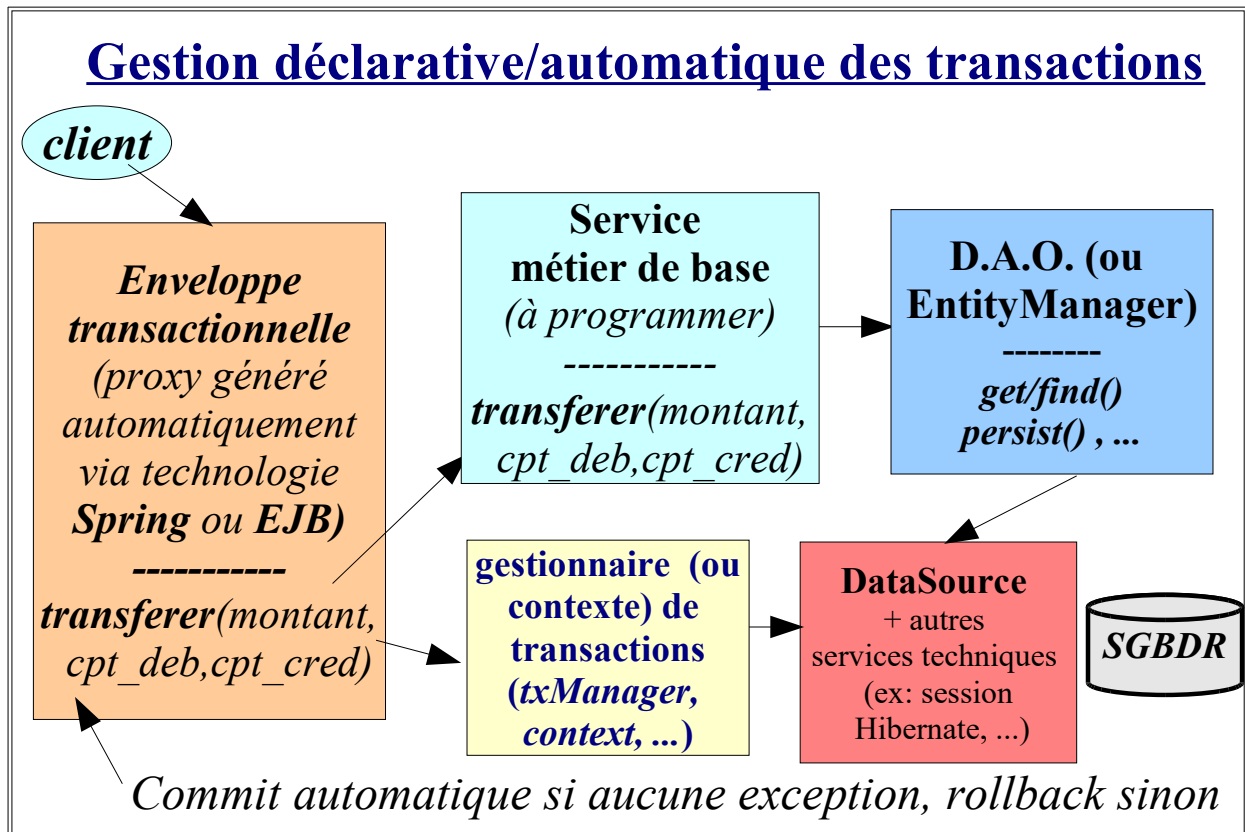 Gestion déclarative/automatique des transactions
client
Enveloppe
transactionnelle
(proxy généré
automatiquement
via technologie
Spring ou EJB)
-----------
transferer(montant,
cpt_deb,cpt_cred)
Service
métier de base
(à programmer)
-----------
transferer(montant,
cpt_deb,cpt_cred)
D.A.O. (ou
EntityManager)
--------
get/find()
persist() , ...
gestionnaire (ou
contexte) de
transactions
(txManager,
context, ...)
DataSource
+ autres
services techniques
(ex: session
Hibernate, ...)
SGBDR
Commit automatique si aucune exception, rollback sinon